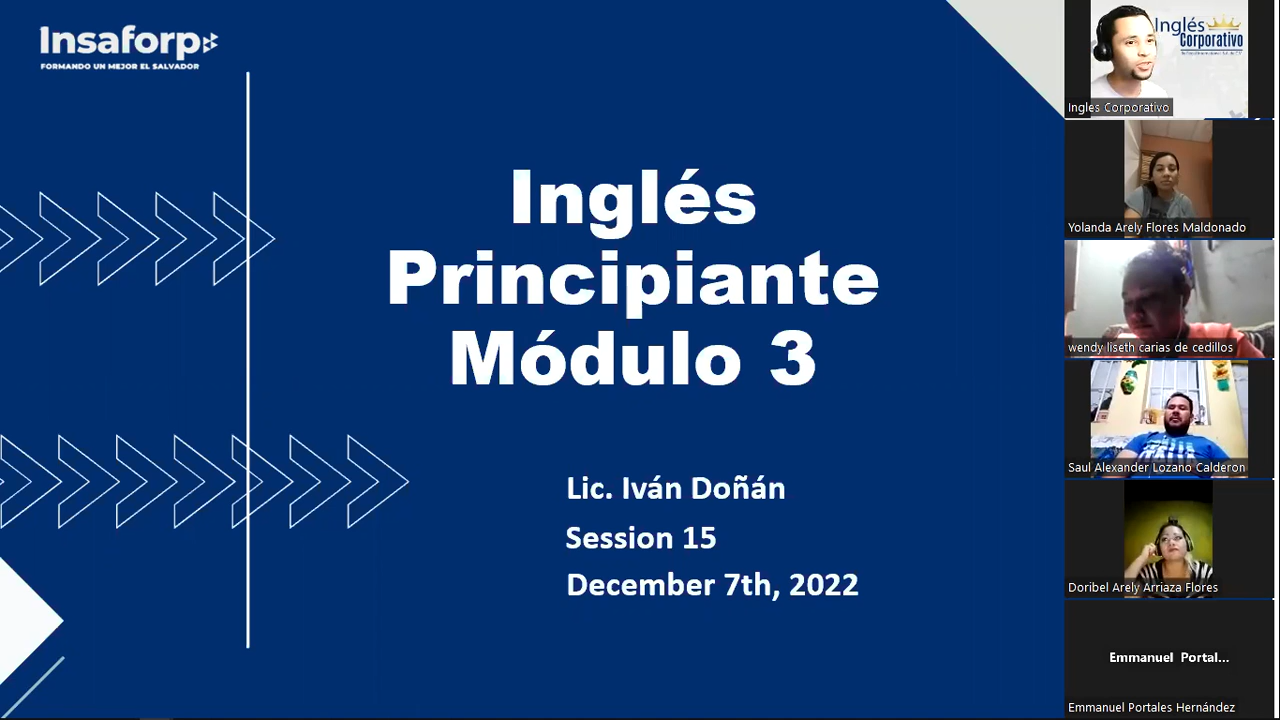 Insaforp
FORMANDO UN MEJOR EL SALVADOR
Inglés
Principiante
Módulo 3
Lic. Iván Doñán
Session 15
December 7th, 2022
Inglés
Corporativo
Ingles Corporativo
Yolanda Arely Flores Maldonado
wendy liseth carias de cedillos
Saul Alexander Lozano Calderon
Doribel Arely Arriaza Flores
Emmanuel Portal...
Emmanuel Portales Hernández